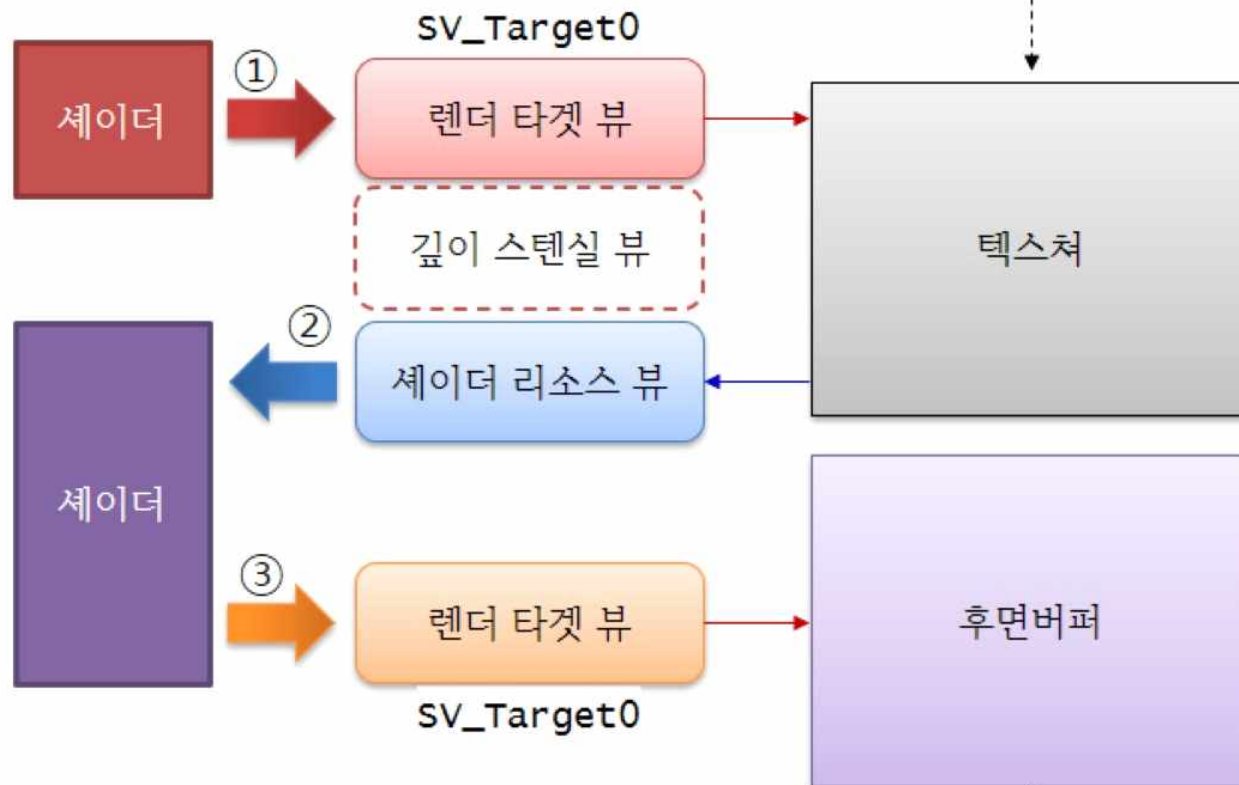 SV_Target0
셰이더
①
렌더 타겟 뷰
깊이 스텐실 뷰
텍스쳐
②
셰이더 리소스 뷰
셰이더
③
렌더 타겟 뷰
후면버퍼
SV_Target0